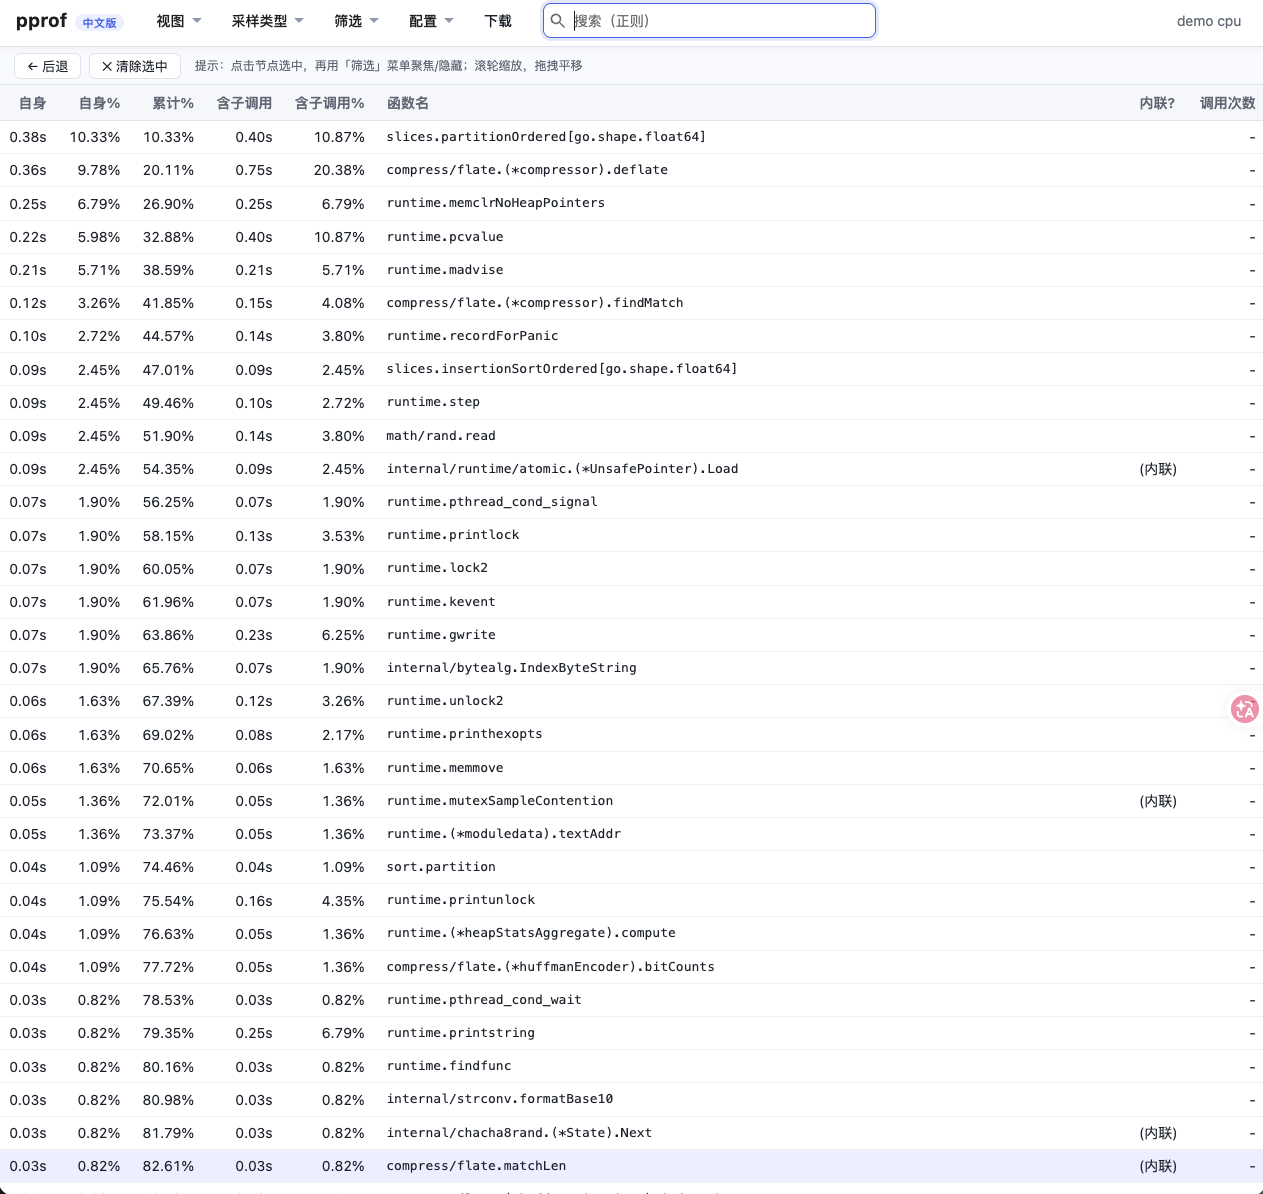 pprof 中文版 视图 采样类型 筛选 配置 下载 搜索（正则） demo cpu
← 后退 ✕ 清除选中 提示：点击节点选中，再用「筛选」菜单聚焦/隐藏；滚轮缩放，拖拽平移
自身 自身% 累计% 含子调用 含子调用% 函数名 内联? 调用次数
0.38s 10.33% 10.33% 0.40s 10.87% slices.partitionOrdered[go.shape.float64] -
0.36s 9.78% 20.11% 0.75s 20.38% compress/flate.(*compressor).deflate -
0.25s 6.79% 26.90% 0.25s 6.79% runtime.memclrNoHeapPointers -
0.22s 5.98% 32.88% 0.40s 10.87% runtime.pcvalue -
0.21s 5.71% 38.59% 0.21s 5.71% runtime.madvise -
0.12s 3.26% 41.85% 0.15s 4.08% compress/flate.(*compressor).findMatch -
0.10s 2.72% 44.57% 0.14s 3.80% runtime.recordForPanic -
0.09s 2.45% 47.01% 0.09s 2.45% slices.insertionSortOrdered[go.shape.float64] -
0.09s 2.45% 49.46% 0.10s 2.72% runtime.step -
0.09s 2.45% 51.90% 0.14s 3.80% math/rand.read -
0.09s 2.45% 54.35% 0.09s 2.45% internal/runtime/atomic.(*UnsafePointer).Load (内联) -
0.07s 1.90% 56.25% 0.07s 1.90% runtime.pthread_cond_signal -
0.07s 1.90% 58.15% 0.13s 3.53% runtime.printlock -
0.07s 1.90% 60.05% 0.07s 1.90% runtime.lock2 -
0.07s 1.90% 61.96% 0.07s 1.90% runtime.kevent -
0.07s 1.90% 63.86% 0.23s 6.25% runtime.gwrite -
0.07s 1.90% 65.76% 0.07s 1.90% internal/bytealg.IndexByteString -
0.06s 1.63% 67.39% 0.12s 3.26% runtime.unlock2 -
0.06s 1.63% 69.02% 0.08s 2.17% runtime.printhexopts -
0.06s 1.63% 70.65% 0.06s 1.63% runtime.memmove -
0.05s 1.36% 72.01% 0.05s 1.36% runtime.mutexSampleContention (内联) -
0.05s 1.36% 73.37% 0.05s 1.36% runtime.(*moduledata).textAddr -
0.04s 1.09% 74.46% 0.04s 1.09% sort.partition -
0.04s 1.09% 75.54% 0.16s 4.35% runtime.printunlock -
0.04s 1.09% 76.63% 0.05s 1.36% runtime.(*heapStatsAggregate).compute -
0.04s 1.09% 77.72% 0.05s 1.36% compress/flate.(*huffmanEncoder).bitCounts -
0.03s 0.82% 78.53% 0.03s 0.82% runtime.pthread_cond_wait -
0.03s 0.82% 79.35% 0.25s 6.79% runtime.printstring -
0.03s 0.82% 80.16% 0.03s 0.82% runtime.findfunc -
0.03s 0.82% 80.98% 0.03s 0.82% internal/strconv.formatBase10 -
0.03s 0.82% 81.79% 0.03s 0.82% internal/chacha8rand.(*State).Next (内联) -
0.03s 0.82% 82.61% 0.03s 0.82% compress/flate.matchLen (内联) -